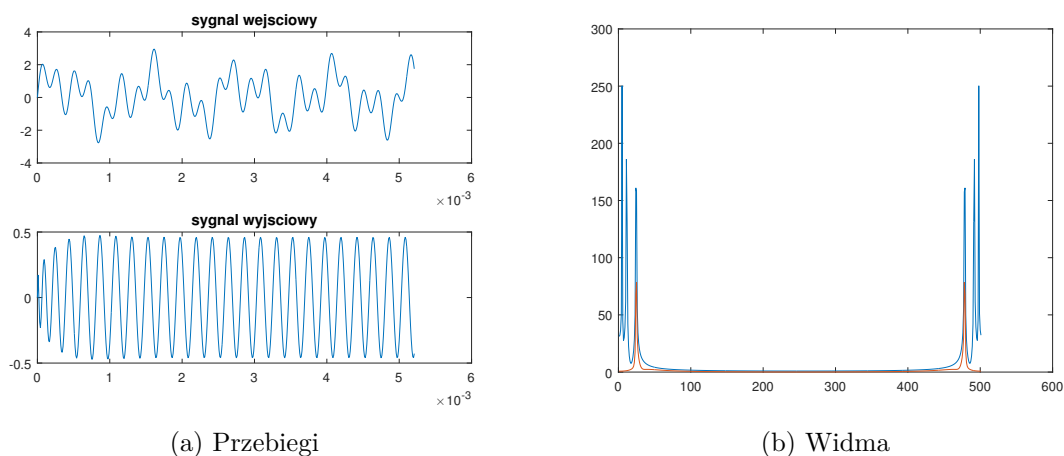 sygnal wejsciowy
4
2
0
-2
-4
0 1 2 3 4 5 6
× 10⁻³
sygnal wyjsciowy
0.5
0
-0.5
0 1 2 3 4 5 6
× 10⁻³
(a) Przebiegi
300
250
200
150
100
50
0
0 100 200 300 400 500 600
(b) Widma